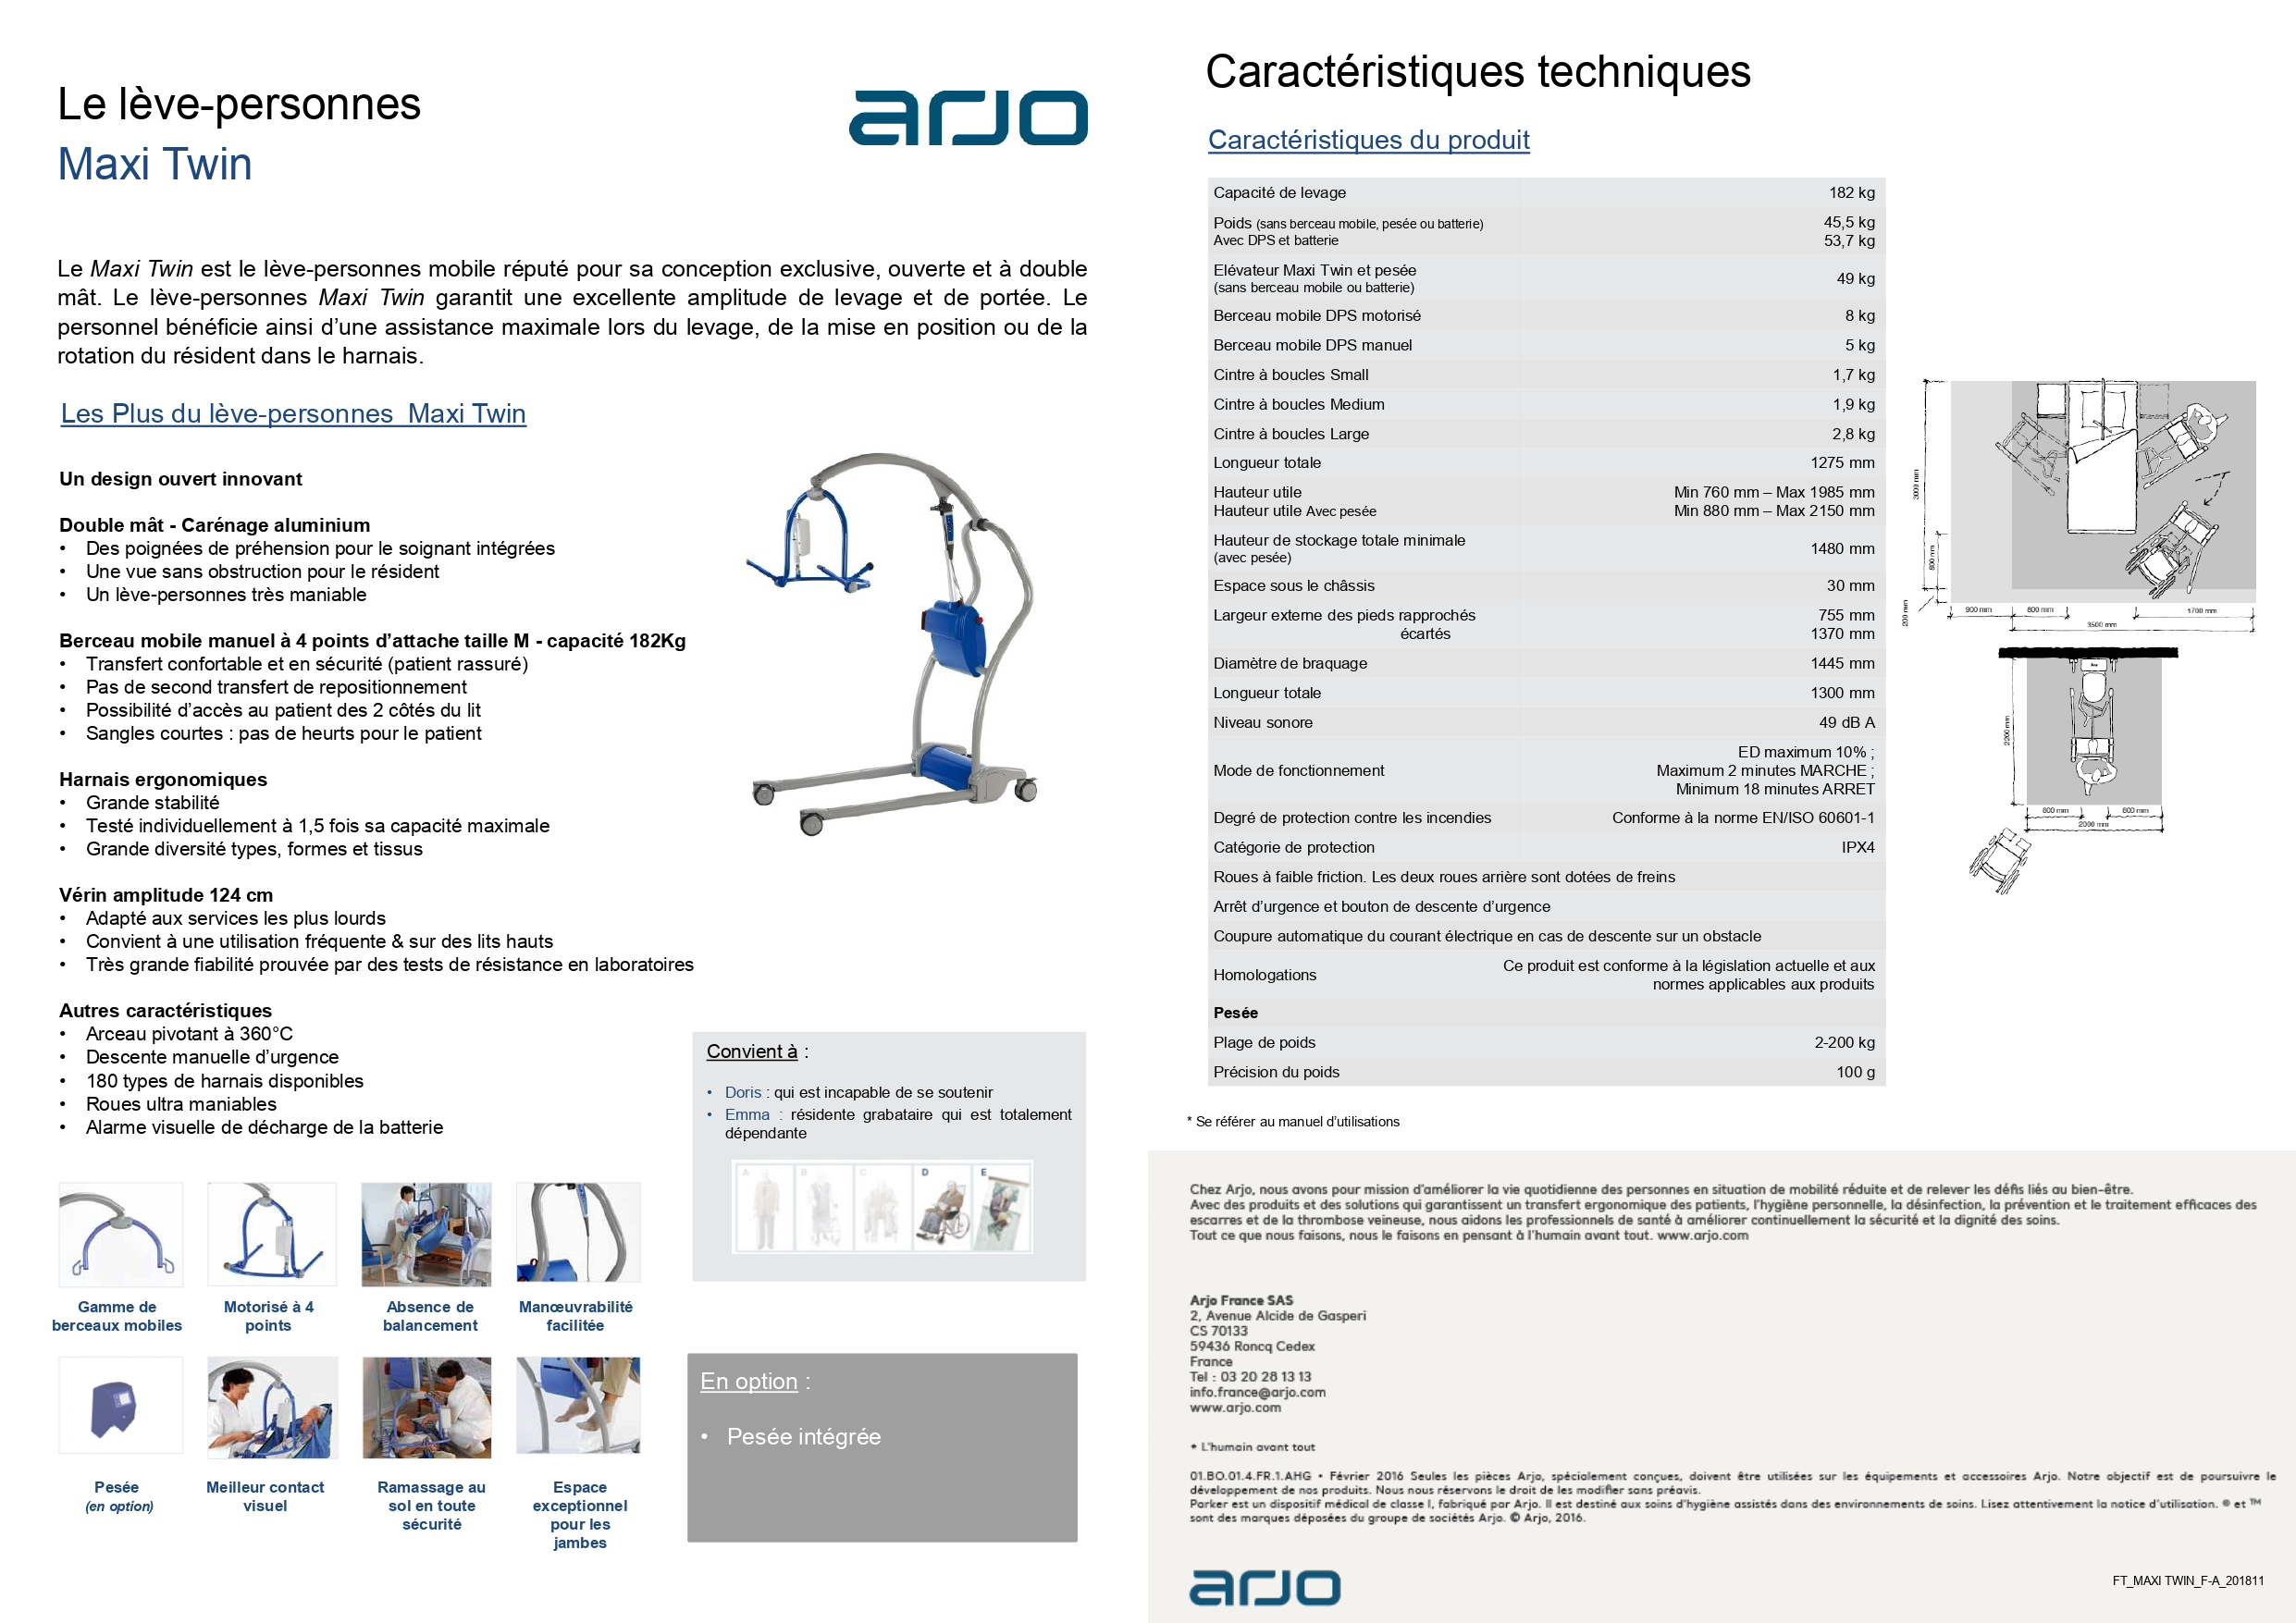 Le lève-personnes
Maxi Twin
arjo
Le Maxi Twin est le lève-personnes mobile réputé pour sa conception exclusive, ouverte et à double
mât. Le lève-personnes Maxi Twin garantit une excellente amplitude de levage et de portée. Le
personnel bénéficie ainsi d’une assistance maximale lors du levage, de la mise en position ou de la
rotation du résident dans le harnais.
Les Plus du lève-personnes Maxi Twin
Un design ouvert innovant
Double mât - Carénage aluminium
• Des poignées de préhension pour le soignant intégrées
• Une vue sans obstruction pour le résident
• Un lève-personnes très maniable
Berceau mobile manuel à 4 points d’attache taille M - capacité 182Kg
• Transfert confortable et en sécurité (patient rassuré)
• Pas de second transfert de repositionnement
• Possibilité d’accès au patient des 2 côtés du lit
• Sangles courtes : pas de heurts pour le patient
Harnais ergonomiques
• Grande stabilité
• Testé individuellement à 1,5 fois sa capacité maximale
• Grande diversité types, formes et tissus
Vérin amplitude 124 cm
• Adapté aux services les plus lourds
• Convient à une utilisation fréquente & sur des lits hauts
• Très grande fiabilité prouvée par des tests de résistance en laboratoires
Autres caractéristiques
• Arceau pivotant à 360°C
• Descente manuelle d’urgence
• 180 types de harnais disponibles
• Roues ultra maniables
• Alarme visuelle de décharge de la batterie
Gamme de
berceaux mobiles
Motorisé à 4
points
Absence de
balancement
Manœuvrabilité
facilitée
Pesée
(en option)
Meilleur contact
visuel
Ramassage au
sol en toute
sécurité
Espace
exceptionnel
pour les
jambes
Convient à :
• Doris : qui est incapable de se soutenir
• Emma : résidente grabataire qui est totalement
dépendante
A B C D E
En option :
• Pesée intégrée
Caractéristiques techniques
Caractéristiques du produit
Capacité de levage 182 kg
Poids (sans berceau mobile, pesée ou batterie) 45,5 kg
Avec DPS et batterie 53,7 kg
Elévateur Maxi Twin et pesée
(sans berceau mobile ou batterie) 49 kg
Berceau mobile DPS motorisé 8 kg
Berceau mobile DPS manuel 5 kg
Cintre à boucles Small 1,7 kg
Cintre à boucles Medium 1,9 kg
Cintre à boucles Large 2,8 kg
Longueur totale 1275 mm
Hauteur utile Min 760 mm – Max 1985 mm
Hauteur utile Avec pesée Min 880 mm – Max 2150 mm
Hauteur de stockage totale minimale
(avec pesée) 1480 mm
Espace sous le châssis 30 mm
Largeur externe des pieds rapprochés 755 mm
écartés 1370 mm
Diamètre de braquage 1445 mm
Longueur totale 1300 mm
Niveau sonore 49 dB A
Mode de fonctionnement ED maximum 10% ;
Maximum 2 minutes MARCHE ;
Minimum 18 minutes ARRET
Degré de protection contre les incendies Conforme à la norme EN/ISO 60601-1
Catégorie de protection IPX4
Roues à faible friction. Les deux roues arrière sont dotées de freins
Arrêt d’urgence et bouton de descente d’urgence
Coupure automatique du courant électrique en cas de descente sur un obstacle
Homologations Ce produit est conforme à la législation actuelle et aux
normes applicables aux produits
Pesée
Plage de poids 2-200 kg
Précision du poids 100 g
* Se référer au manuel d’utilisations
3000 mm
800 mm
200 mm
900 mm
800 mm
1700 mm
3500 mm
2200 mm
600 mm
600 mm
2000 mm
Chez Arjo, nous avons pour mission d'améliorer la vie quotidienne des personnes en situation de mobilité réduite et de relever les défis liés au bien-être.
Avec des produits et des solutions qui garantissent un transfert ergonomique des patients, l'hygiène personnelle, la désinfection, la prévention et le traitement efficaces des
escarres et de la thrombose veineuse, nous aidons les professionnels de santé à améliorer continuellement la sécurité et la dignité des soins.
Tout ce que nous faisons, nous le faisons en pensant à l'humain avant tout. www.arjo.com
Arjo France SAS
2, Avenue Alcide de Gasperi
CS 70133
59436 Roncq Cedex
France
Tel : 03 20 28 13 13
info.france@arjo.com
www.arjo.com
* L'humain avant tout
01.BO.01.4.FR.1.AHG • Février 2016 Seules les pièces Arjo, spécialement conçues, doivent être utilisées sur les équipements et accessoires Arjo. Notre objectif est de poursuivre le
développement de nos produits. Nous nous réservons le droit de les modifier sans préavis.
Parker est un dispositif médical de classe I, fabriqué par Arjo. Il est destiné aux soins d'hygiène assistés dans des environnements de soins. Lisez attentivement la notice d'utilisation. ® et ™
sont des marques déposées du groupe de sociétés Arjo. © Arjo, 2016.
arjo
FT_MAXI TWIN_F-A_201811